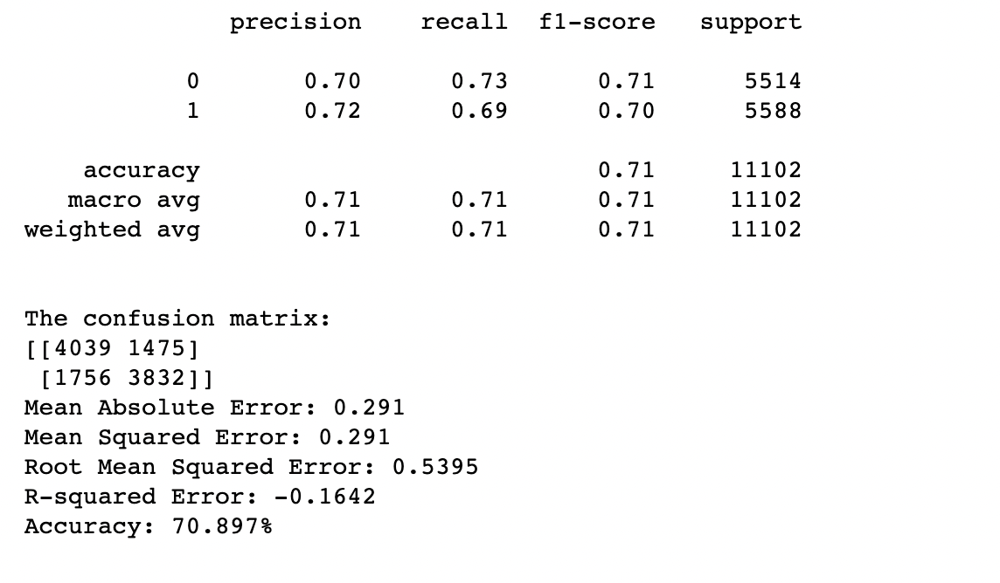 precision recall f1-score support
0 0.70 0.73 0.71 5514
1 0.72 0.69 0.70 5588
accuracy 0.71 11102
macro avg 0.71 0.71 0.71 11102
weighted avg 0.71 0.71 0.71 11102
The confusion matrix:
[[4039 1475]
[1756 3832]]
Mean Absolute Error: 0.291
Mean Squared Error: 0.291
Root Mean Squared Error: 0.5395
R-squared Error: -0.1642
Accuracy: 70.897%